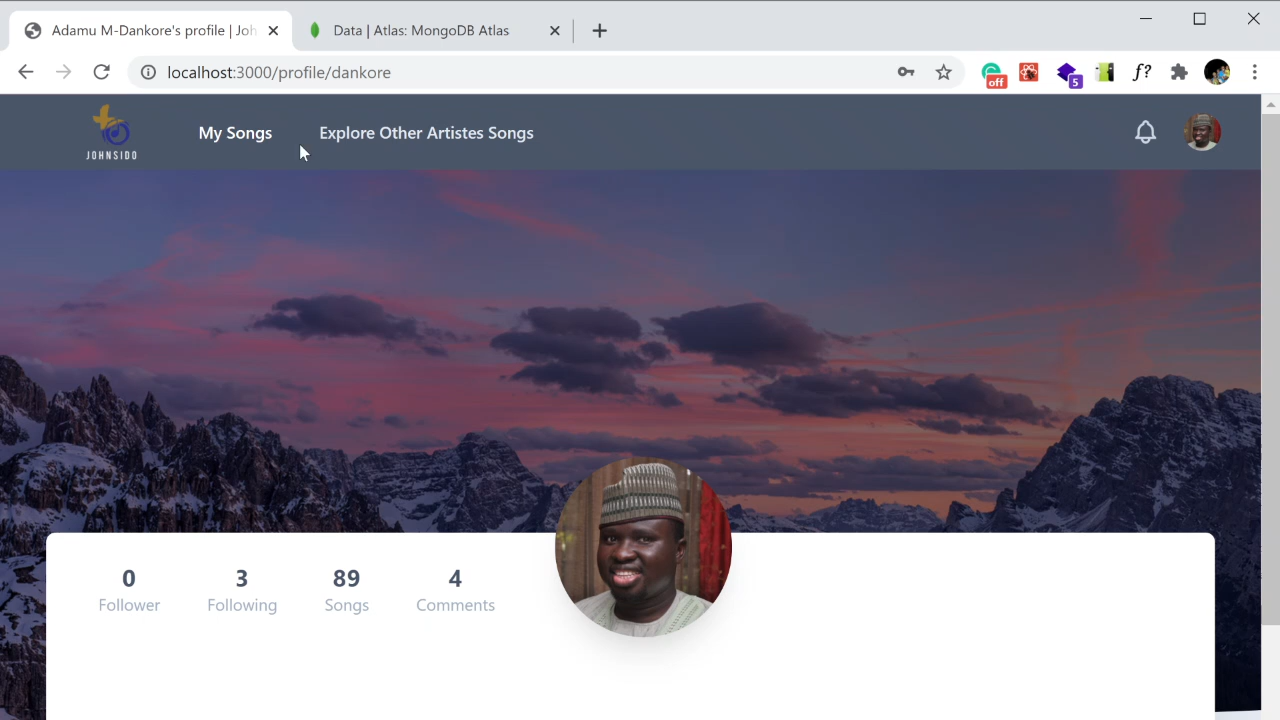 Adamu M-Dankore's profile | Joh
Data | Atlas: MongoDB Atlas
localhost:3000/profile/dankore
off
5
f?
JOHNSIDO
My Songs
Explore Other Artistes Songs
0
3
89
4
Follower
Following
Songs
Comments